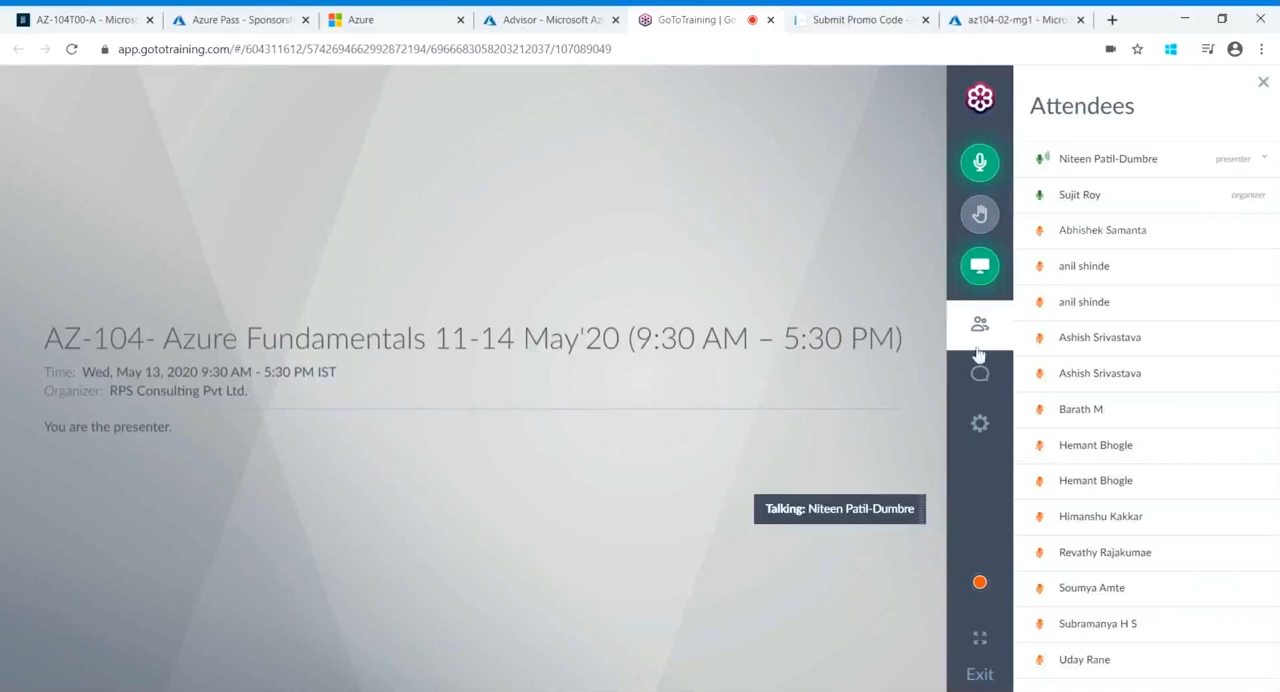 AZ-104T00-A - Micros
Azure Pass - Sponsors
Azure
Advisor - Microsoft Az
GoToTraining | Go
Submit Promo Code -
az104-02-mg1 - Micro
app.gototraining.com/#/604311612/5742694662992872194/6966683058203212037/107089049
Attendees
Niteen Patil-Dumbre presenter
Sujit Roy organizer
Abhishek Samanta
anil shinde
anil shinde
Ashish Srivastava
Ashish Srivastava
Barath M
Hemant Bhogle
Hemant Bhogle
Himanshu Kakkar
Revathy Rajakumae
Soumya Amte
Subramanya H S
Uday Rane
AZ-104- Azure Fundamentals 11-14 May'20 (9:30 AM – 5:30 PM)
Time: Wed, May 13, 2020 9:30 AM - 5:30 PM IST
Organizer: RPS Consulting Pvt Ltd.
You are the presenter.
Talking: Niteen Patil-Dumbre
Exit